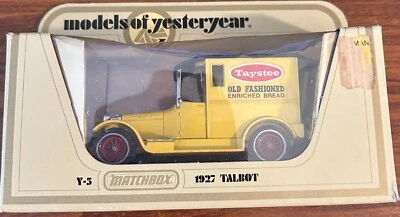 models of yesteryear
Taystee
OLD FASHIONED
ENRICHED BREAD
Y-5
MATCHBOX
1927 TALBOT